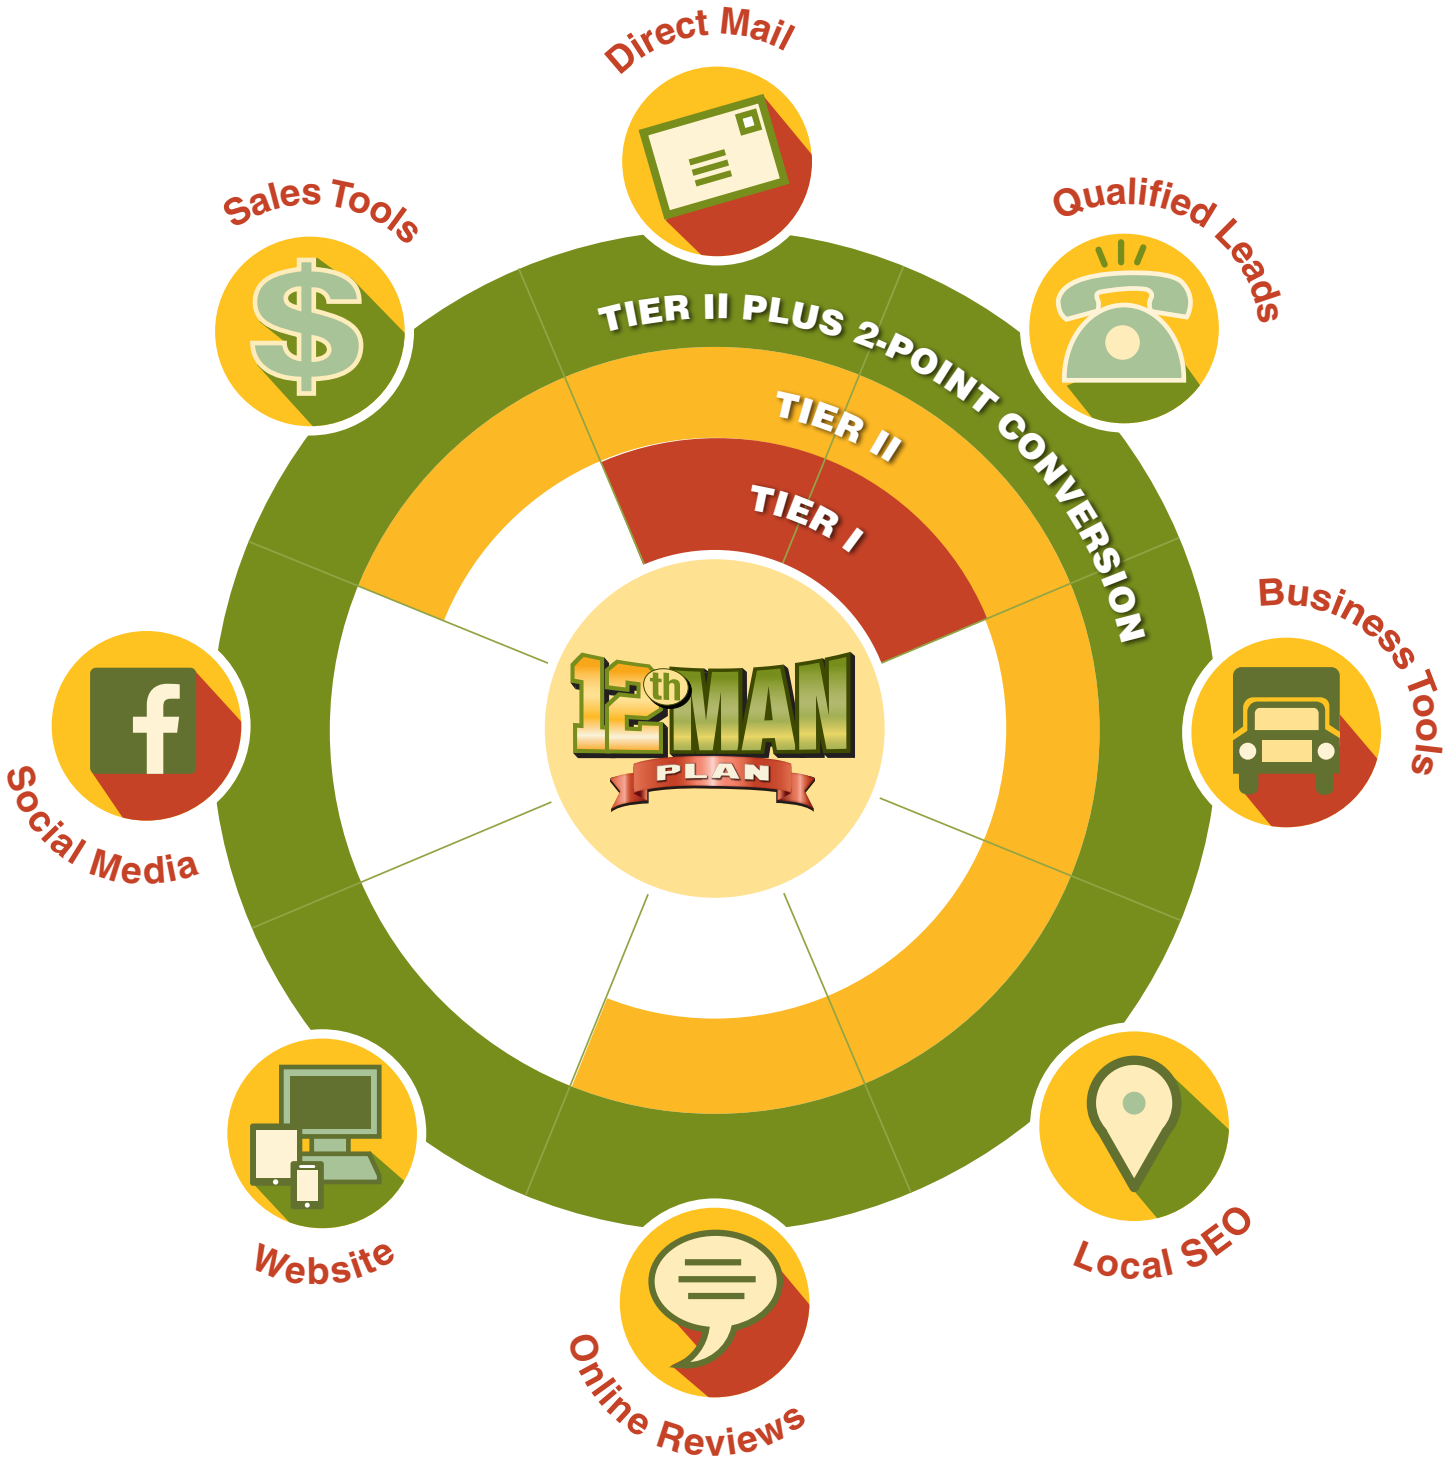 Direct Mail
Qualified Leads
Sales Tools
TIER II PLUS 2-POINT CONVERSION
TIER II
TIER I
Business Tools
12th MAN
PLAN
f
Social Media
Local SEO
Website
Online Reviews